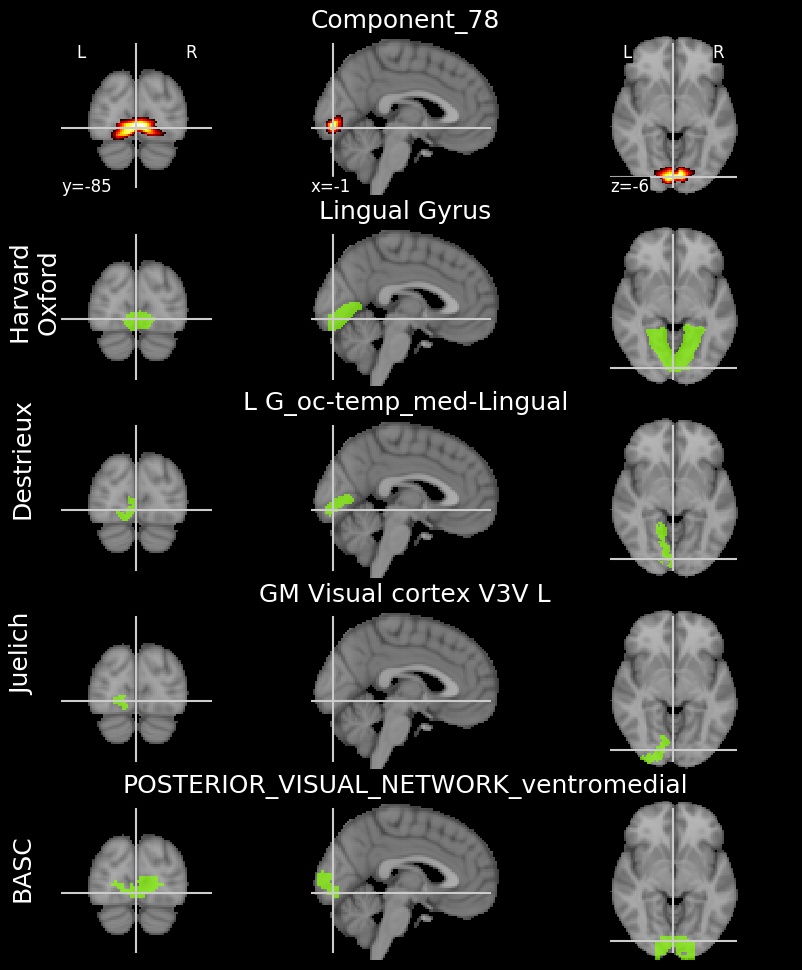 Component_78
L R
L R
y=-85
x=-1
z=-6
Lingual Gyrus
Harvard
Oxford
L G_oc-temp_med-Lingual
Destrieux
GM Visual cortex V3V L
Juelich
POSTERIOR_VISUAL_NETWORK_ventromedial
BASC